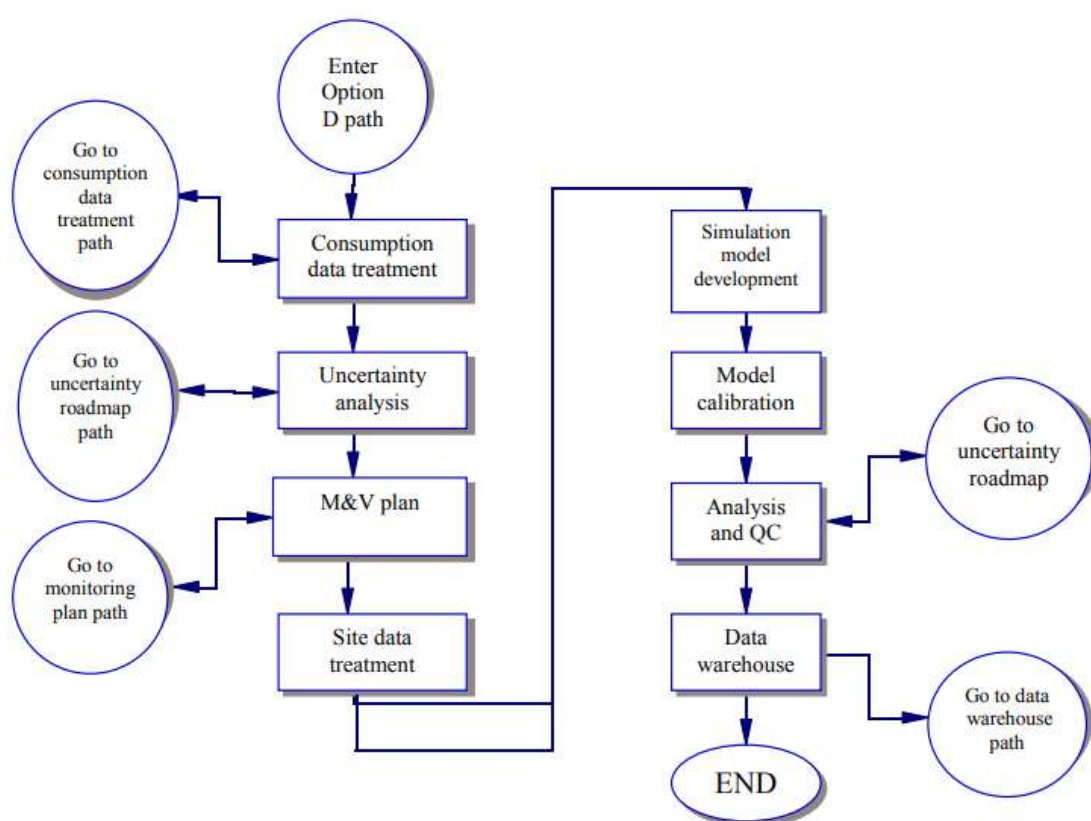 Enter
Option
D path
Go to
consumption
data
treatment
path
Consumption
data treatment
Go to
uncertainty
roadmap
path
Uncertainty
analysis
M&V plan
Go to
monitoring
plan path
Site data
treatment
Simulation
model
development
Model
calibration
Analysis
and QC
Go to
uncertainty
roadmap
Data
warehouse
Go to data
warehouse
path
END